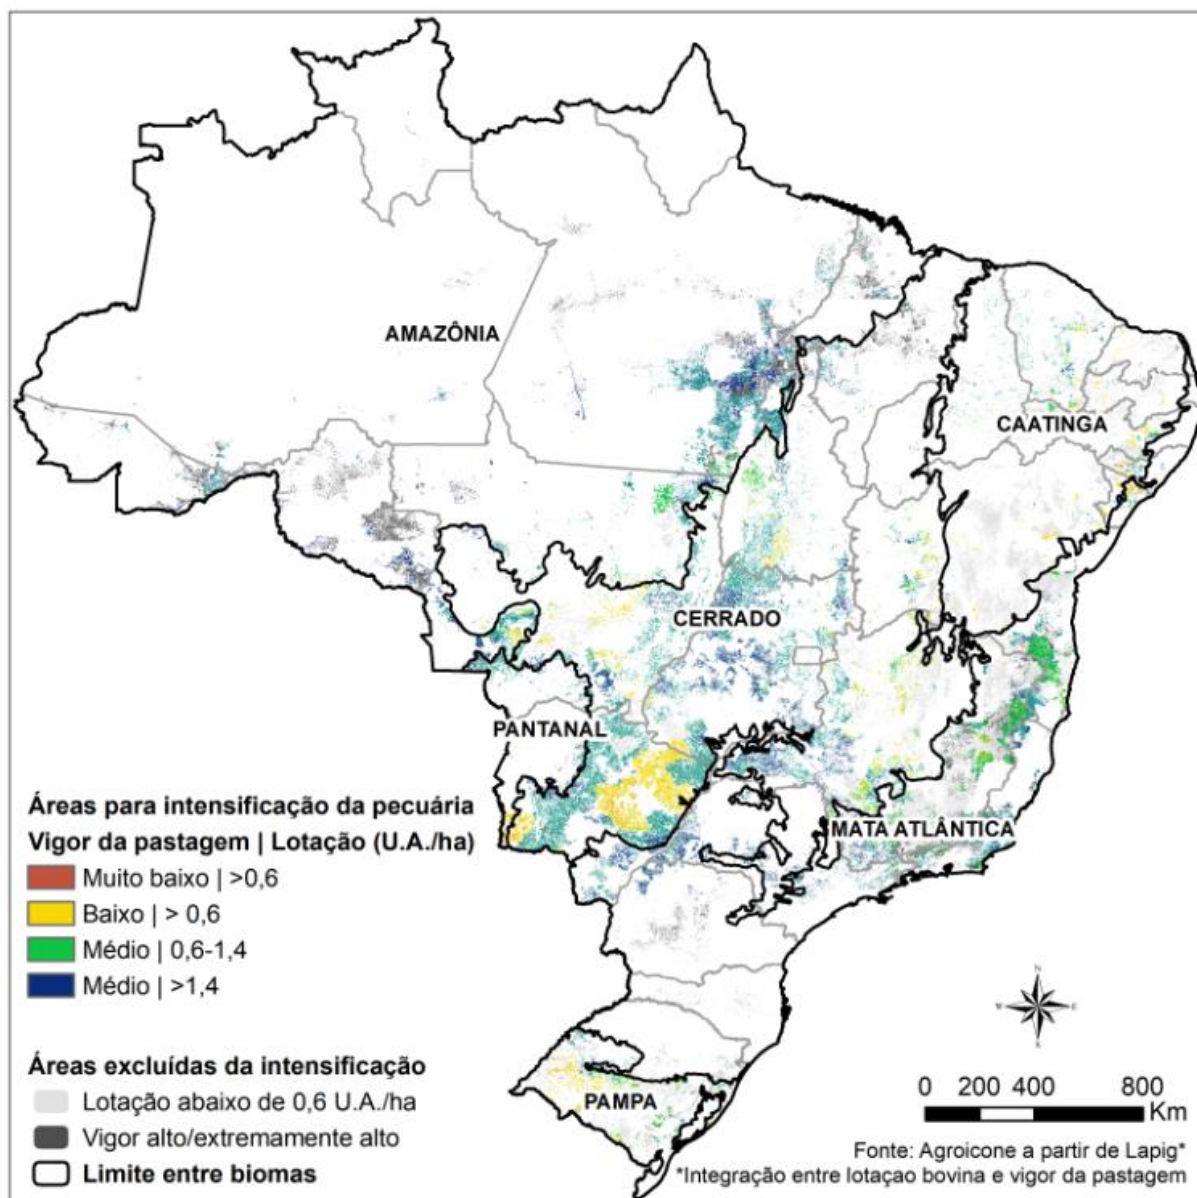 AMAZÔNIA
CAATINGA
CERRADO
PANTANAL
MATA ATLÂNTICA
PAMPA
Áreas para intensificação da pecuária
Vigor da pastagem | Lotação (U.A./ha)
Muito baixo | >0,6
Baixo | > 0,6
Médio | 0,6-1,4
Médio | >1,4
Áreas excluídas da intensificação
Lotação abaixo de 0,6 U.A./ha
Vigor alto/extremamente alto
Limite entre biomas
N
W E
S
0 200 400 800
Km
Fonte: Agroicone a partir de Lapig*
*Integração entre lotaçao bovina e vigor da pastagem